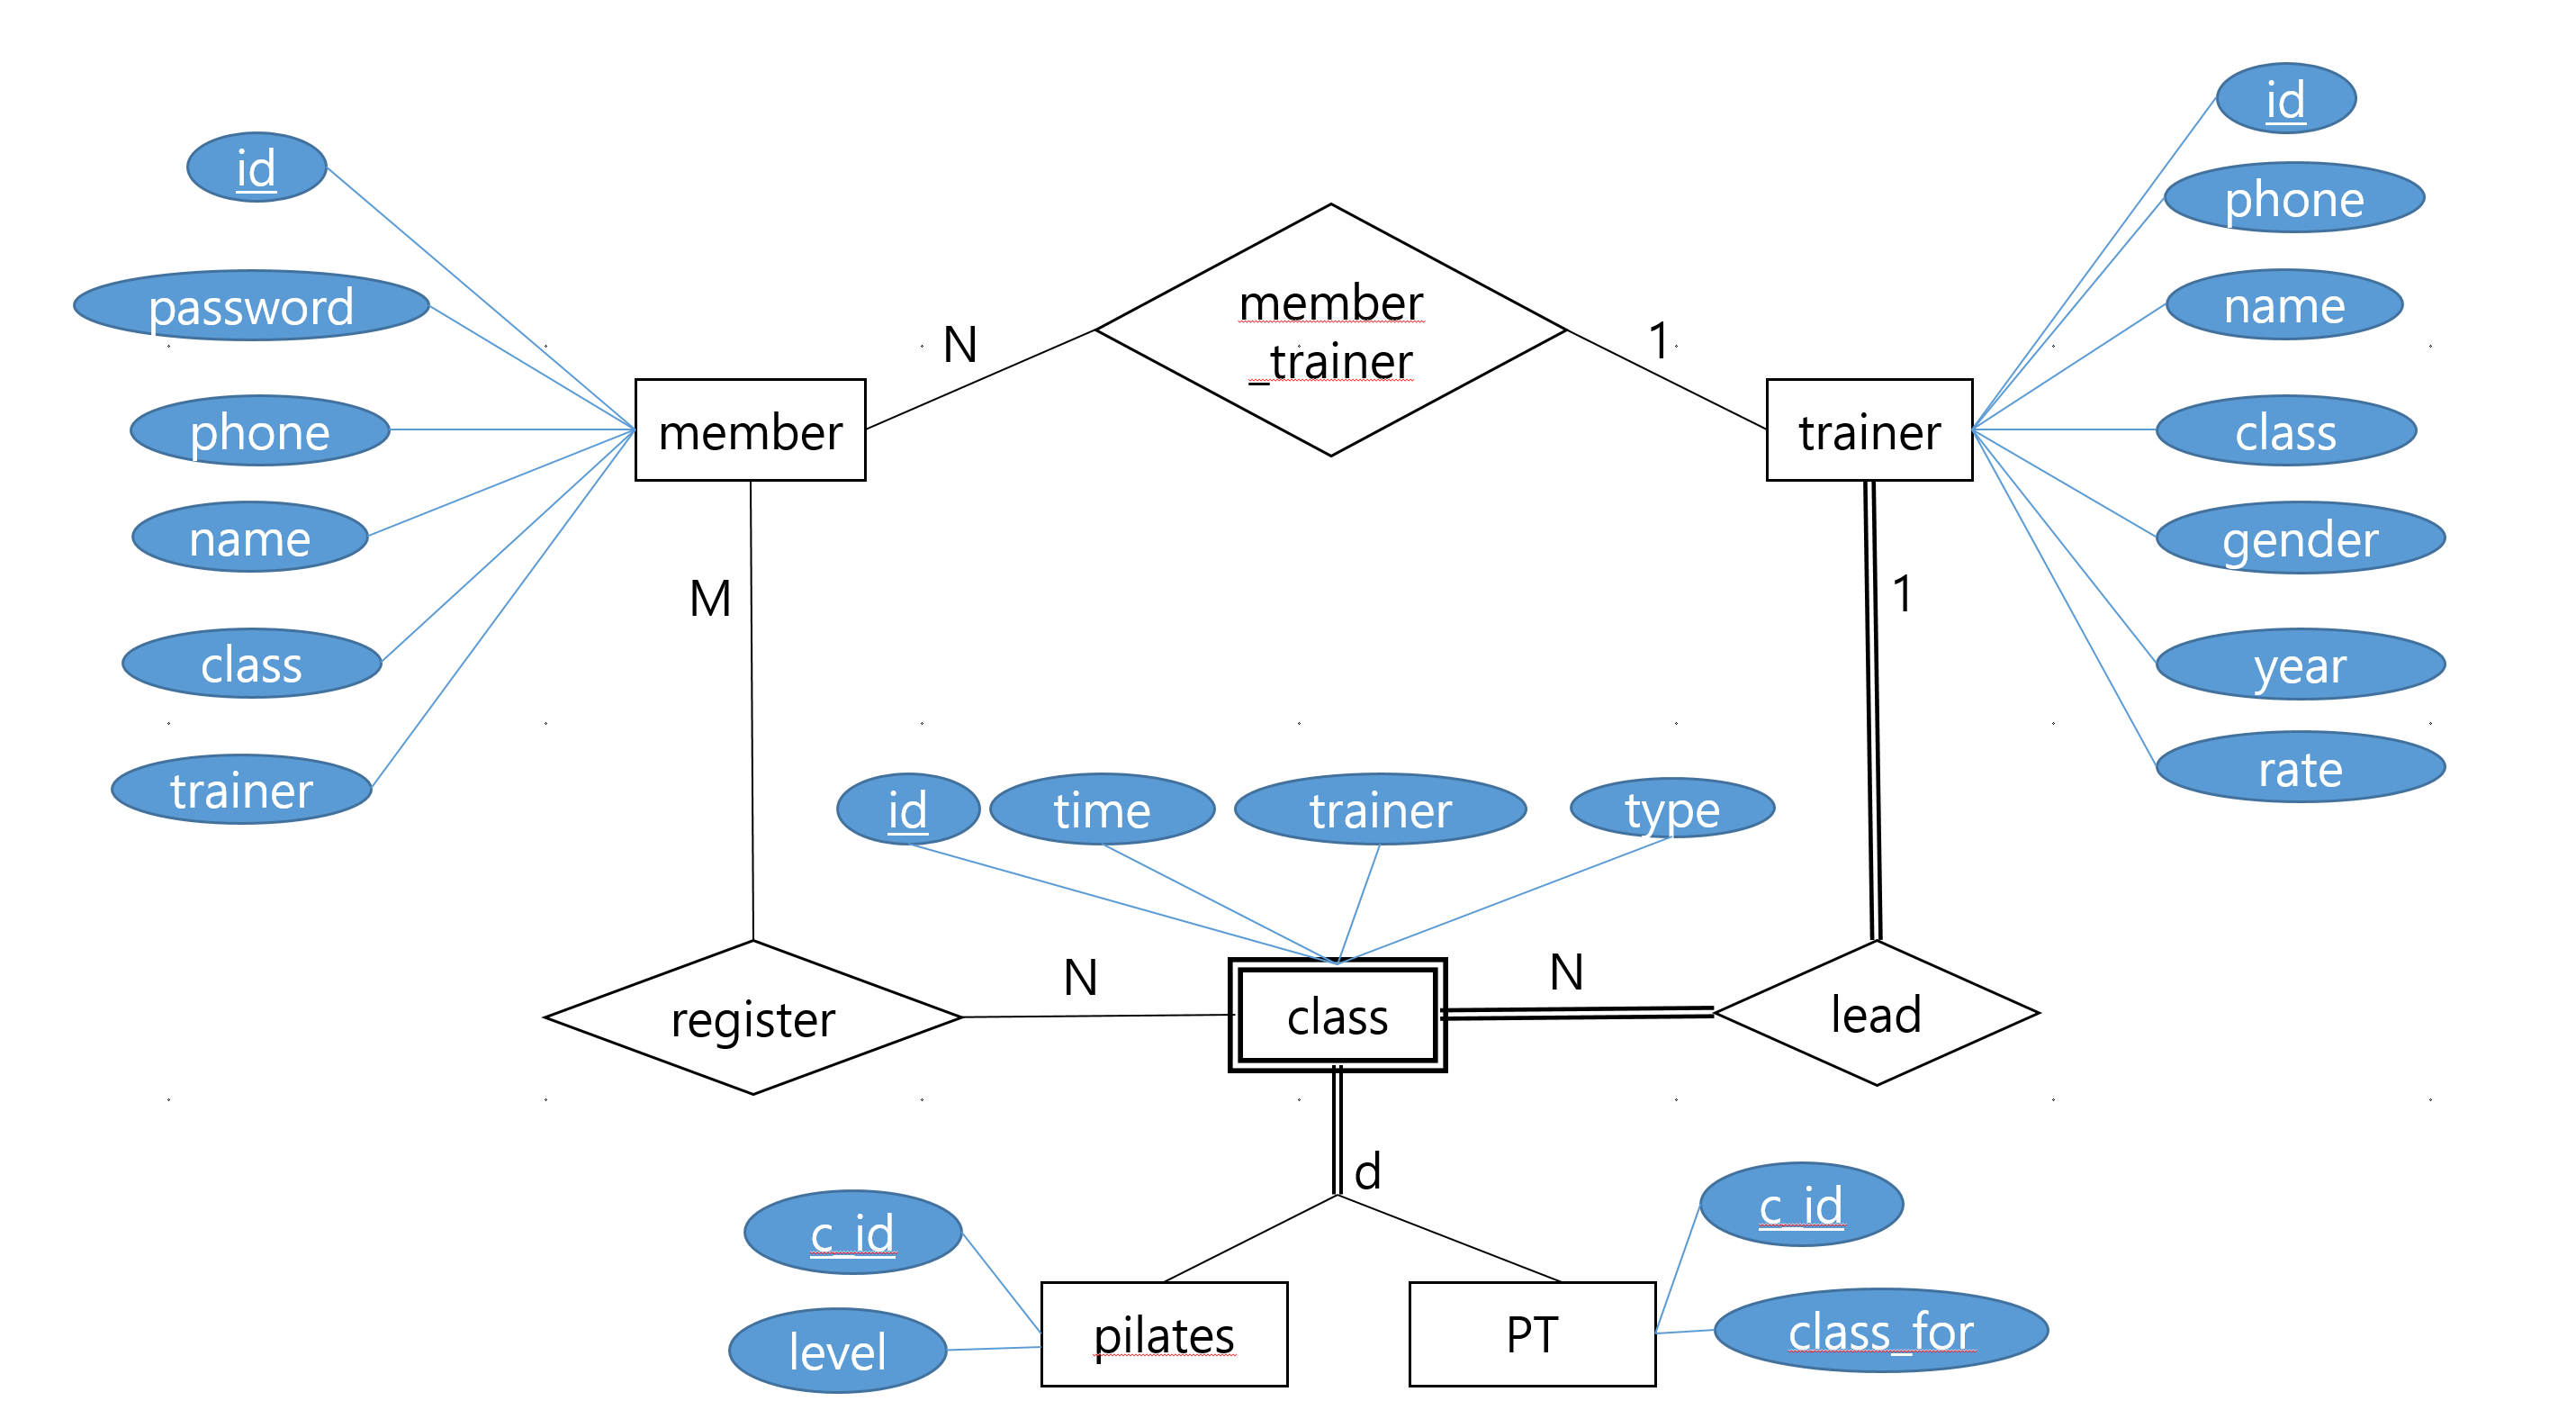 id
password
phone
name
class
trainer
member
N
member
_trainer
1
trainer
id
phone
name
class
gender
year
rate
M
1
id
time
trainer
type
register
N
class
N
lead
d
c_id
level
pilates
PT
c_id
class_for